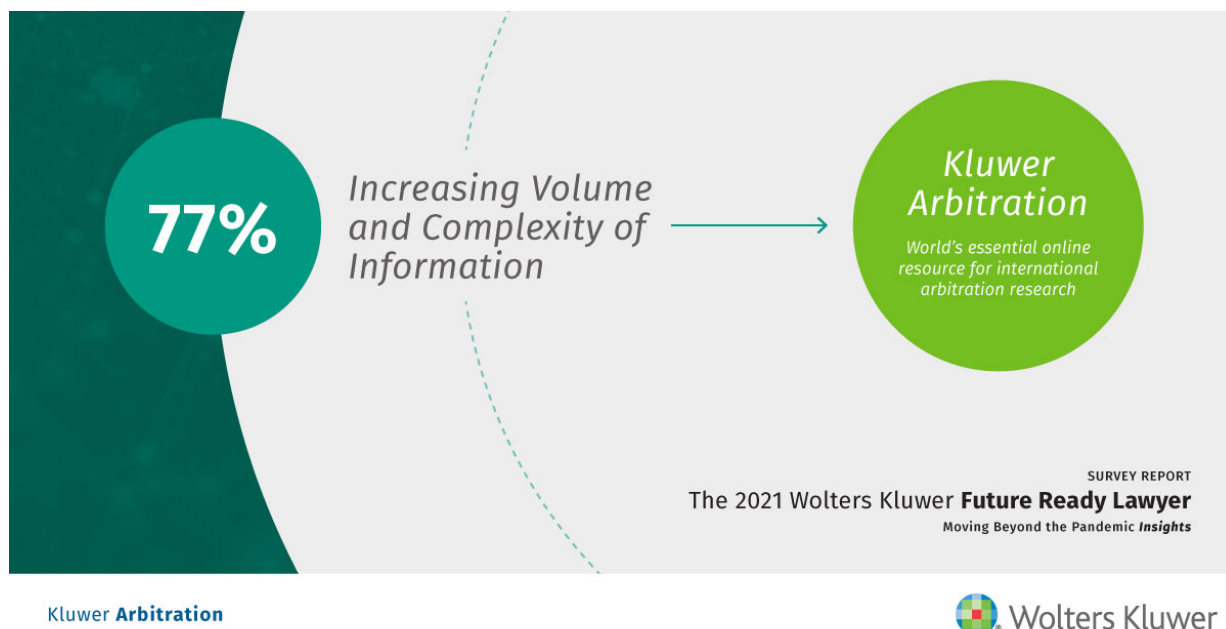 77%
Increasing Volume
and Complexity of
Information
Kluwer
Arbitration
World's essential online
resource for international
arbitration research
SURVEY REPORT
The 2021 Wolters Kluwer Future Ready Lawyer
Moving Beyond the Pandemic Insights
Kluwer Arbitration
Wolters Kluwer